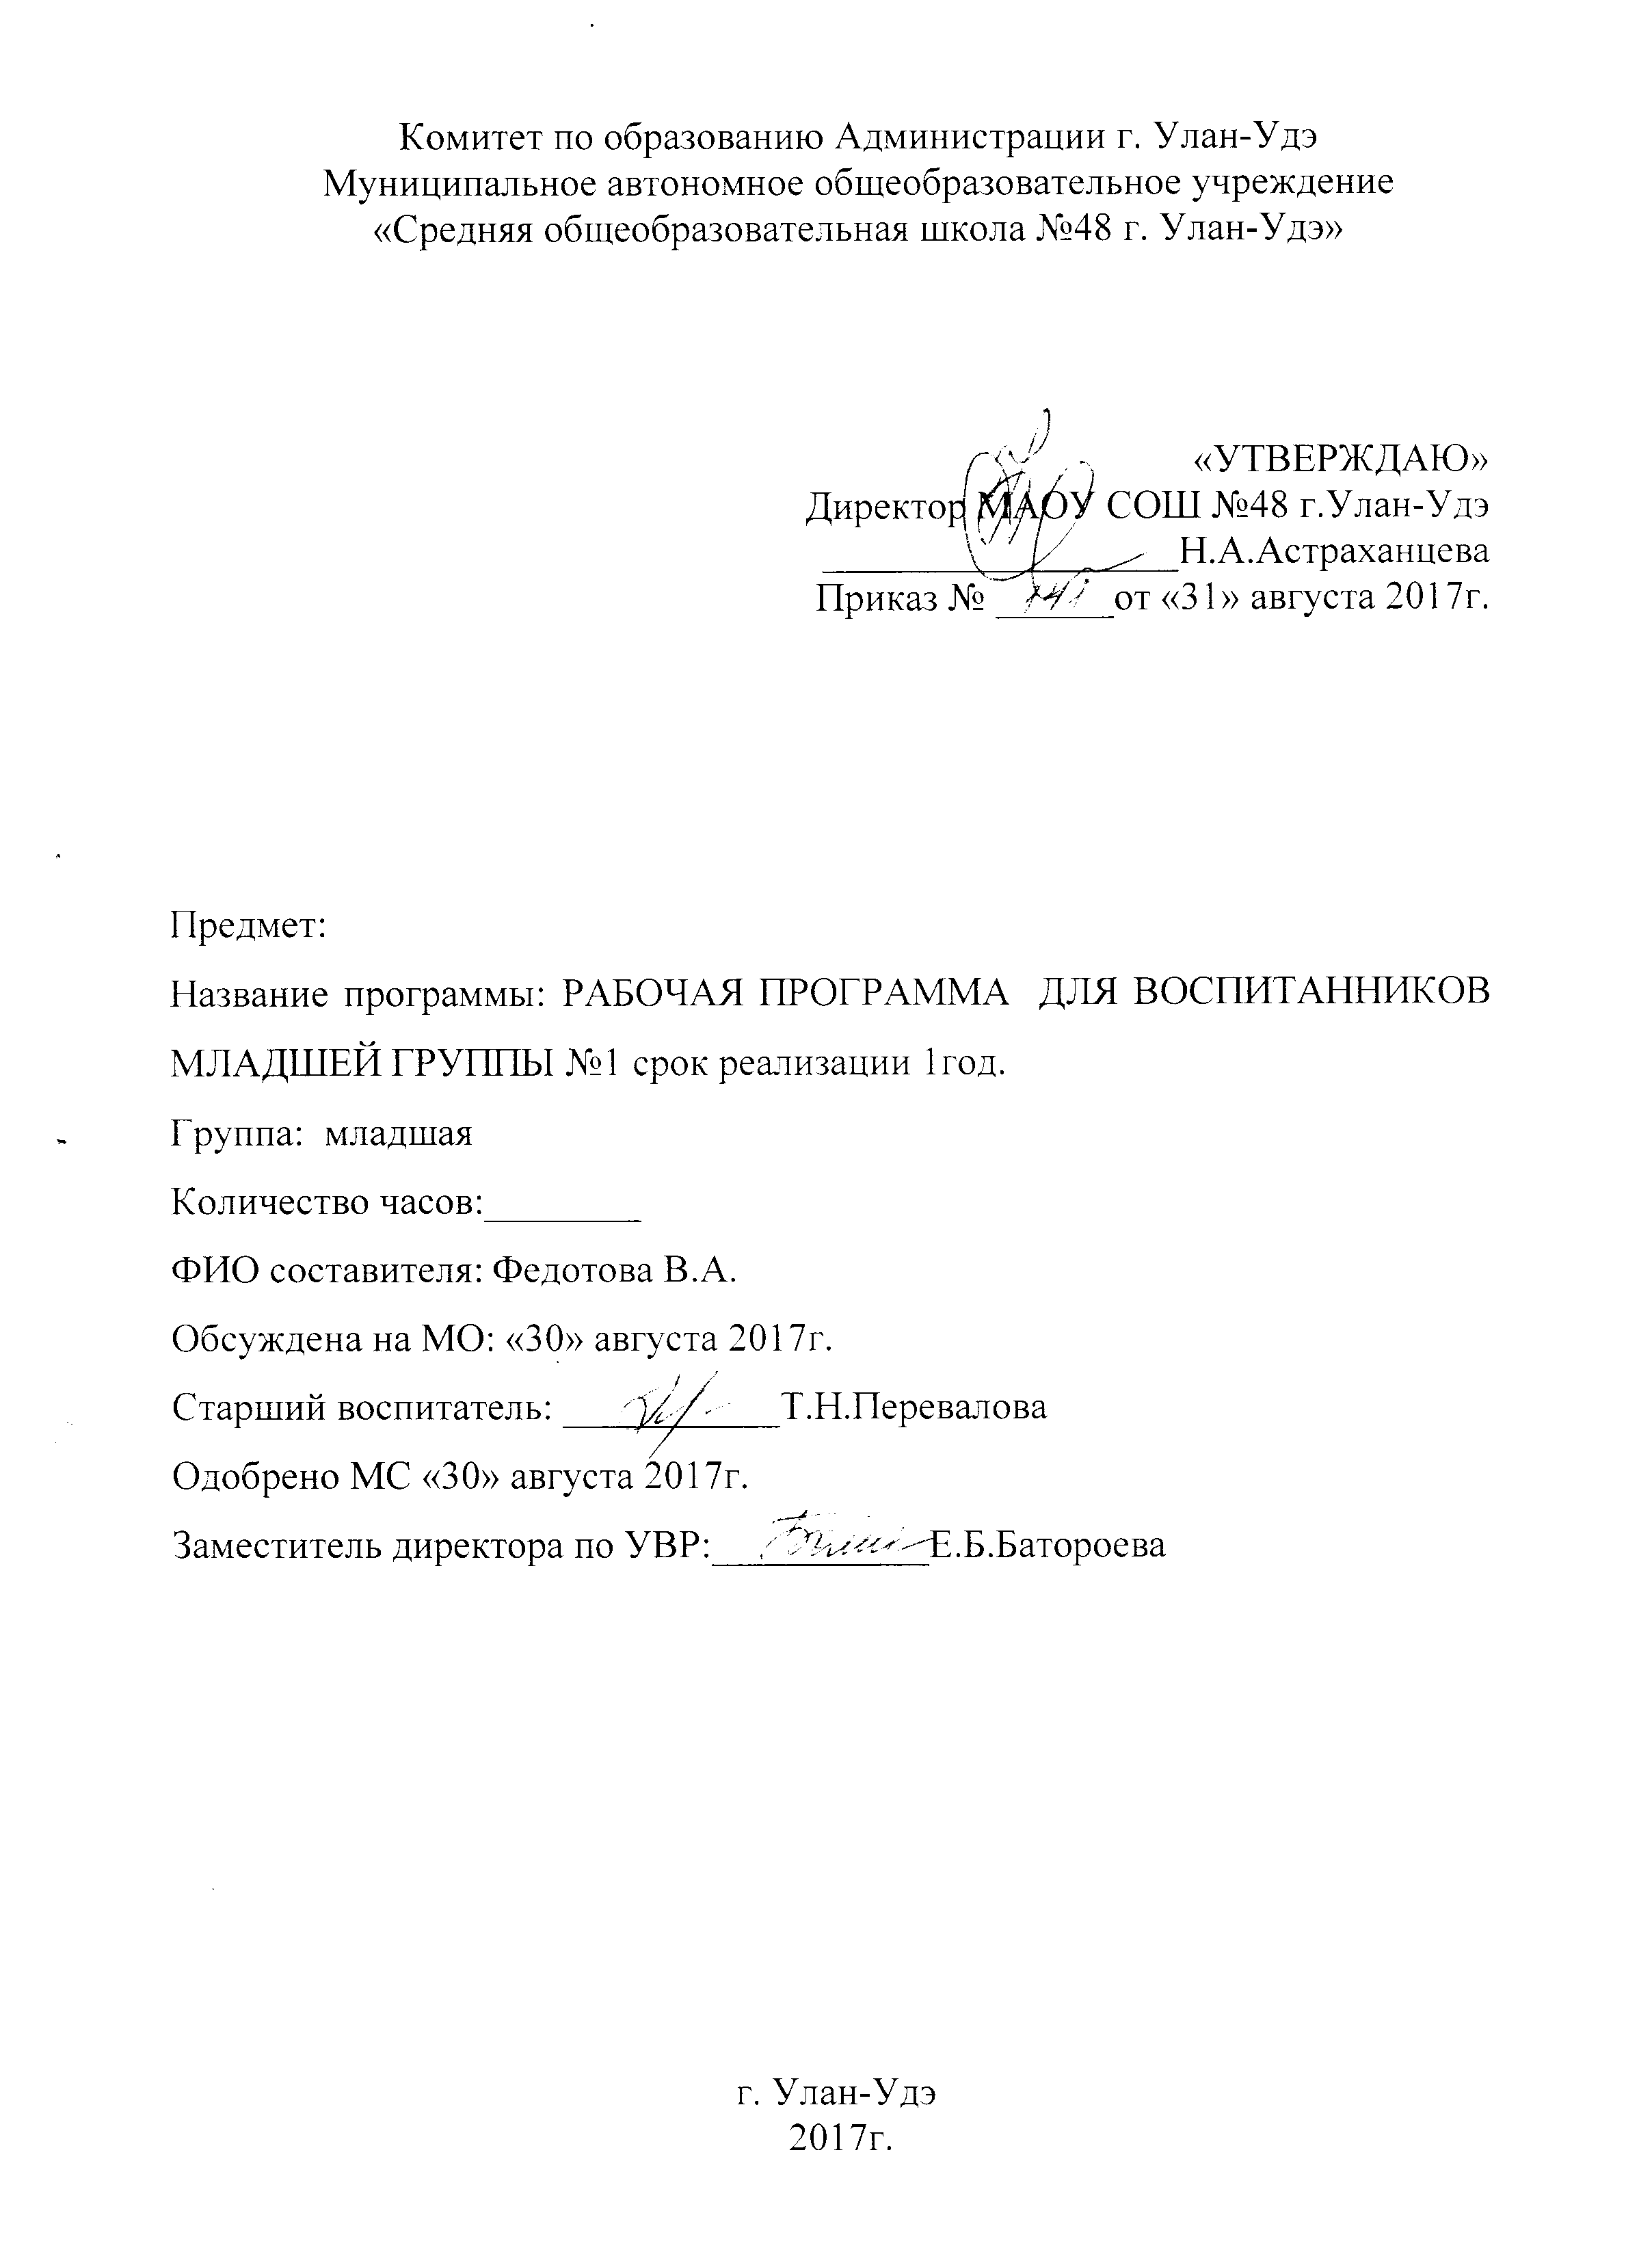 Комитет по образованию Администрации г. Улан-Удэ
Муниципальное автономное общеобразовательное учреждение
«Средняя общеобразовательная школа №48 г. Улан-Удэ»
«УТВЕРЖДАЮ»
Директор МАОУ СОШ №48 г.Улан-Удэ
Н.А.Астраханцева
Приказ № от «31» августа 2017г.
Предмет:
Название программы: РАБОЧАЯ ПРОГРАММА ДЛЯ ВОСПИТАННИКОВ
МЛАДШЕЙ ГРУППЫ №1 срок реализации 1год.
Группа: младшая
Количество часов:
ФИО составителя: Федотова В.А.
Обсуждена на МО: «30» августа 2017г.
Старший воспитатель: Т.Н.Перевалова
Одобрено МС «30» августа 2017г.
Заместитель директора по УВР: Е.Б.Батороева
г. Улан-Удэ
2017г.